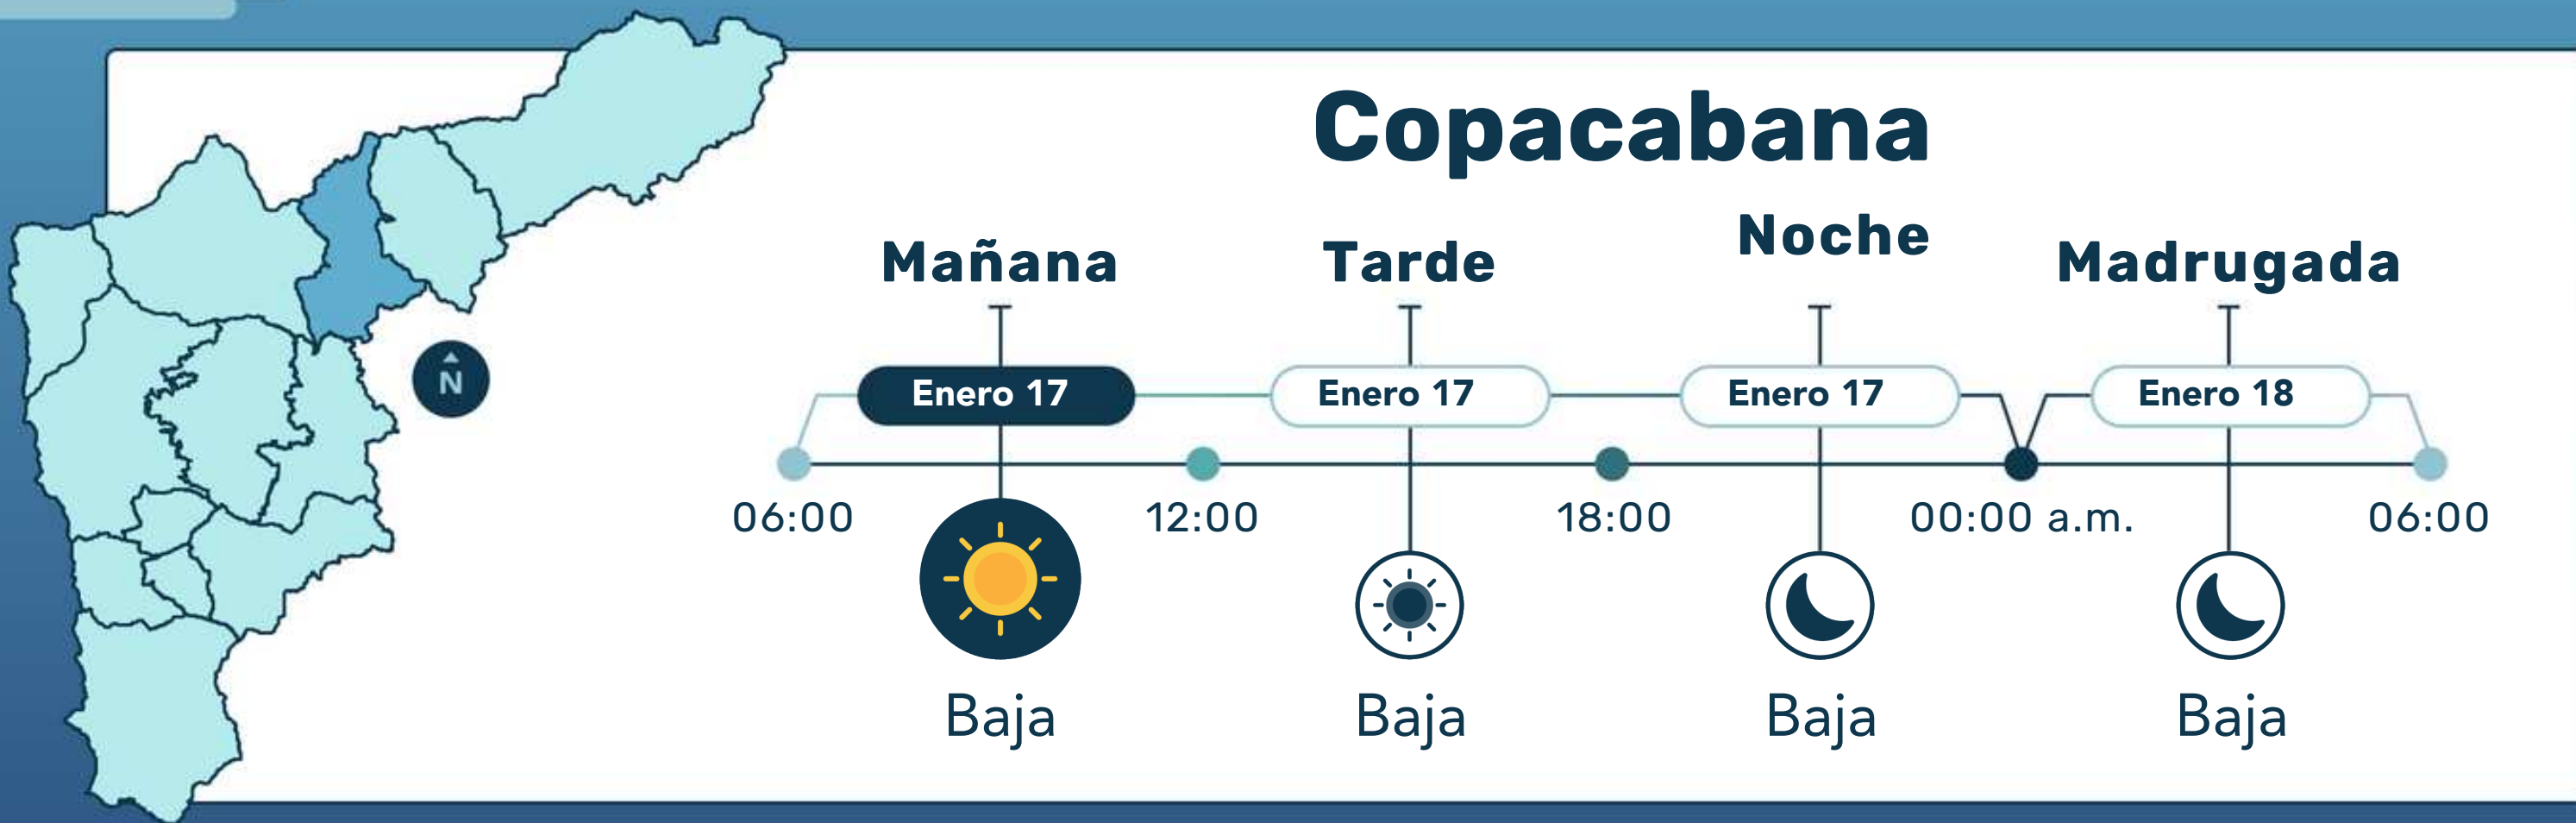 Copacabana
Mañana Tarde Noche Madrugada
Enero 17 Enero 17 Enero 17 Enero 18
N
06:00 12:00 18:00 00:00 a.m. 06:00
Baja Baja Baja Baja